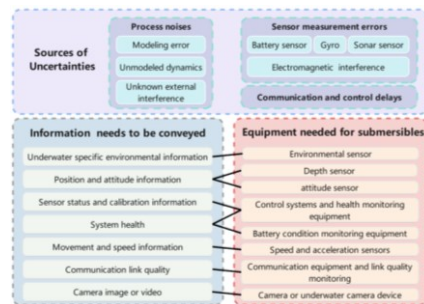 Sources of
Uncertainties
Process noises
Modeling error
Unmodeled dynamics
Unknown external
interference
Sensor measurement errors
Battery sensor
Gyro
Sonar sensor
Electromagnetic interference
Communication and control delays
Information needs to be conveyed
Underwater specific environmental information
Position and attitude information
Sensor status and calibration information
System health
Movement and speed information
Communication link quality
Camera image or video
Equipment needed for submersibles
Environmental sensor
Depth sensor
attitude sensor
Control systems and health monitoring
equipment
Battery condition monitoring equipment
Speed and acceleration sensors
Communication equipment and link quality
monitoring
Camera or underwater camera device